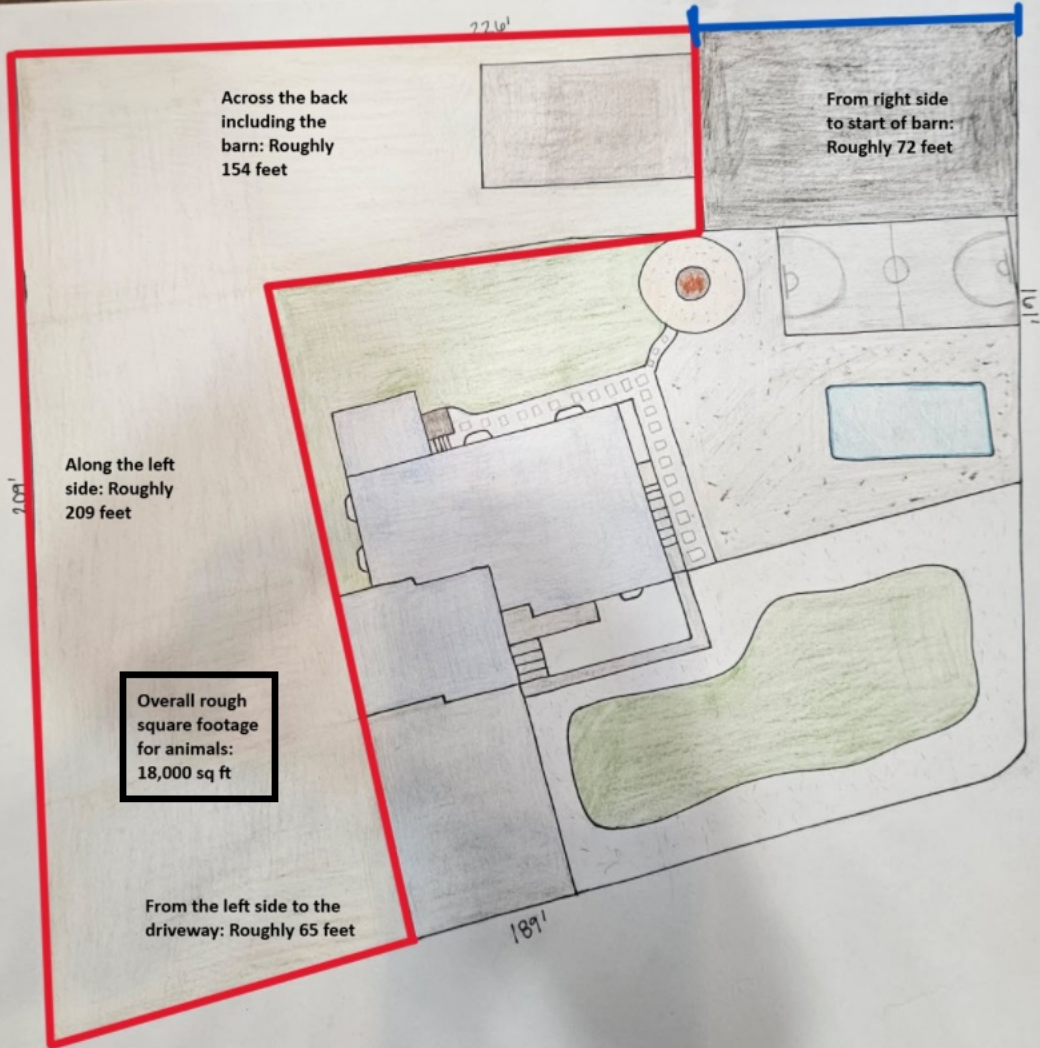 226'
Across the back
including the
barn: Roughly
154 feet
From right side
to start of barn:
Roughly 72 feet
161'
Along the left
side: Roughly
209 feet
209'
Overall rough
square footage
for animals:
18,000 sq ft
From the left side to the
driveway: Roughly 65 feet
189'